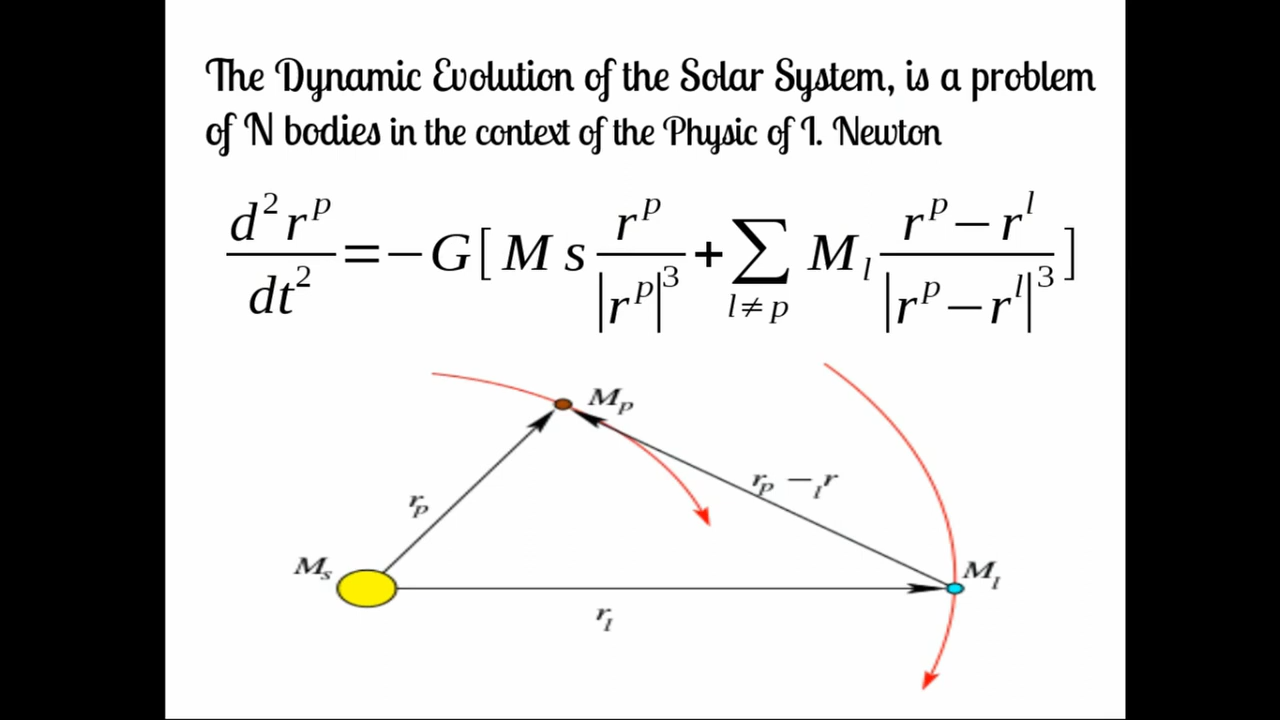 The Dynamic Evolution of the Solar System, is a problem
of N bodies in the context of the Physic of I. Newton
d²r^p/dt² = −G[M s r^p/|r^p|³ + ∑_{l≠p} M_l (r^p − r^l)/|r^p − r^l|³]
M_p
r_p − _l r
r_p
M_s
M_l
r_l